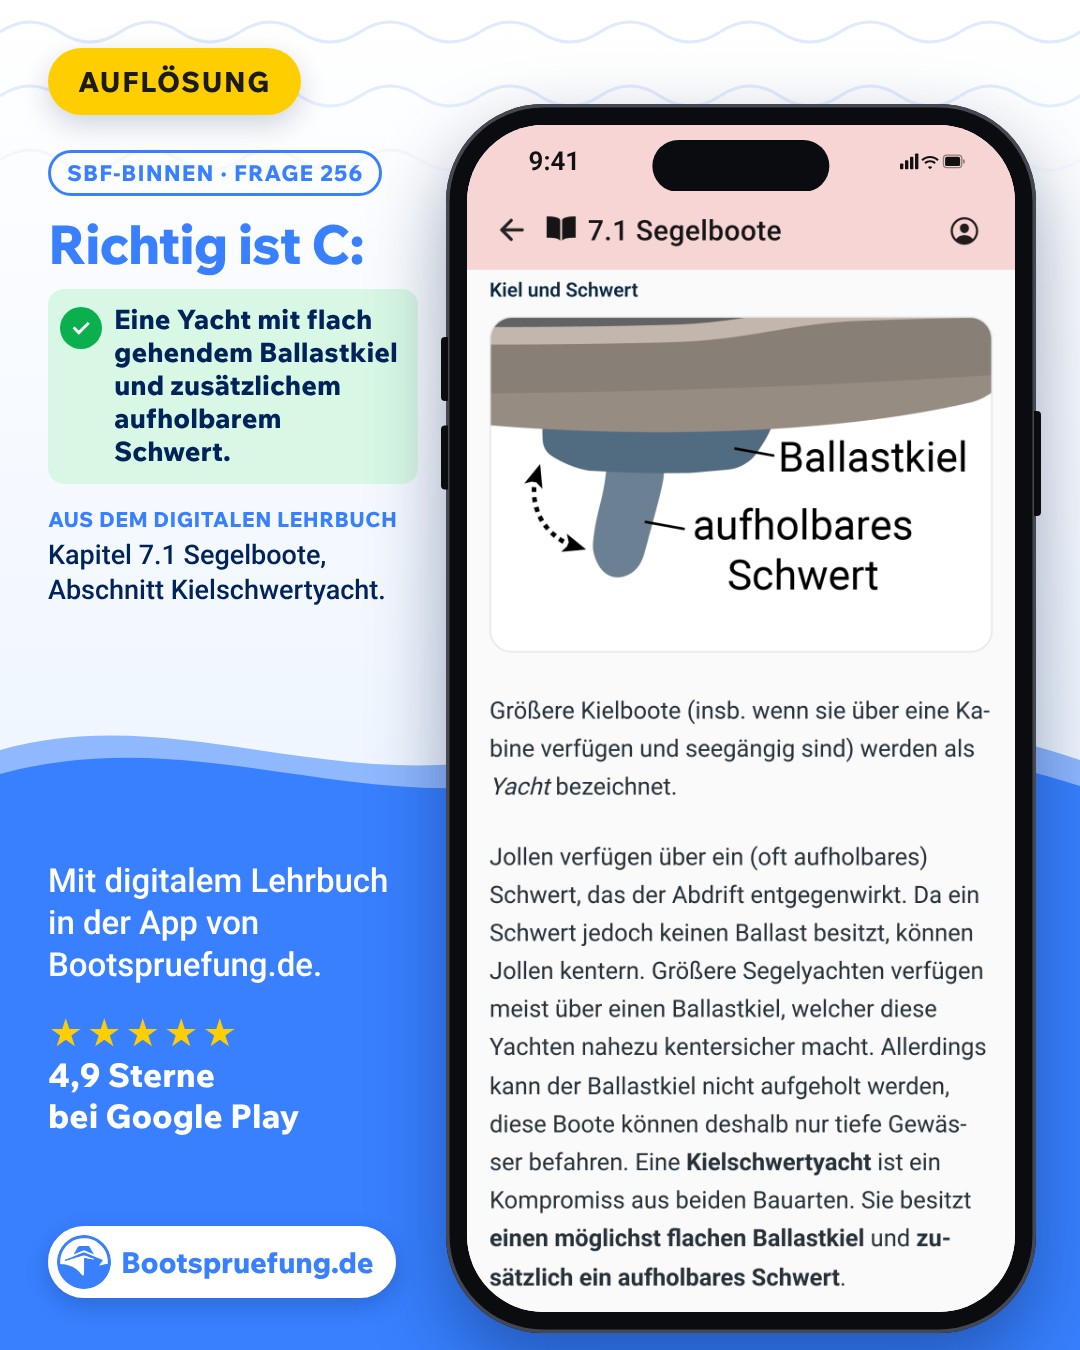 AUFLÖSUNG
SBF-BINNEN · FRAGE 256
Richtig ist C:
Eine Yacht mit flach
gehendem Ballastkiel
und zusätzlichem
aufholbarem
Schwert.
AUS DEM DIGITALEN LEHRBUCH
Kapitel 7.1 Segelboote,
Abschnitt Kielschwertyacht.
Mit digitalem Lehrbuch
in der App von
Bootspruefung.de.
★★★★★
4,9 Sterne
bei Google Play
Bootspruefung.de
9:41
7.1 Segelboote
Kiel und Schwert
Ballastkiel
aufholbares
Schwert
Größere Kielboote (insb. wenn sie über eine Ka-
bine verfügen und seegängig sind) werden als
Yacht bezeichnet.
Jollen verfügen über ein (oft aufholbares)
Schwert, das der Abdrift entgegenwirkt. Da ein
Schwert jedoch keinen Ballast besitzt, können
Jollen kentern. Größere Segelyachten verfügen
meist über einen Ballastkiel, welcher diese
Yachten nahezu kentersicher macht. Allerdings
kann der Ballastkiel nicht aufgeholt werden,
diese Boote können deshalb nur tiefe Gewäs-
ser befahren. Eine Kielschwertyacht ist ein
Kompromiss aus beiden Bauarten. Sie besitzt
einen möglichst flachen Ballastkiel und zu-
sätzlich ein aufholbares Schwert.